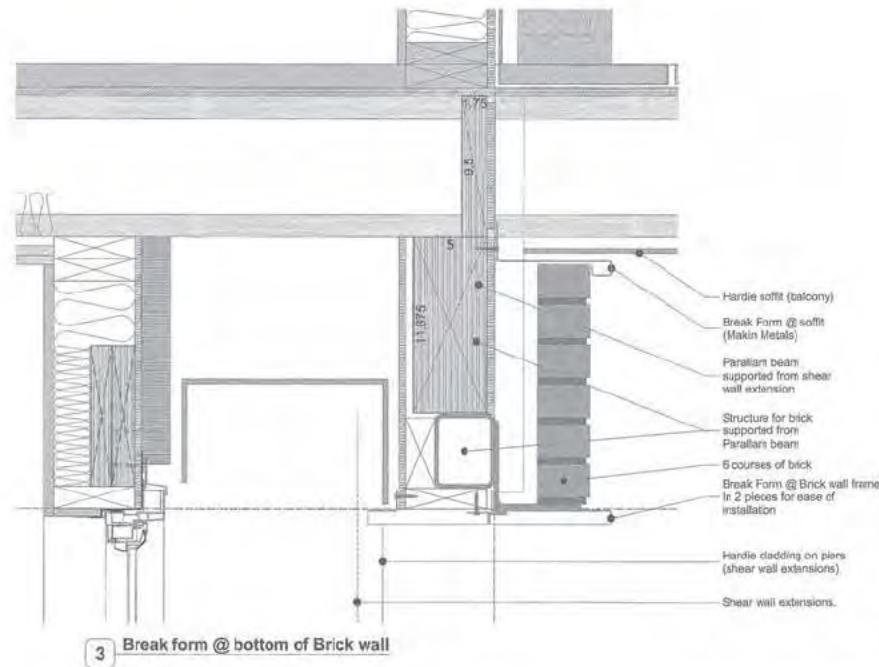 1.75
9.5
5
11.875
Hardie soffit (balcony)
Break Form @ soffit
(Makin Metals)
Parallam beam
supported from shear
wall extension
Structure for brick
supported from
Parallam beam
6 courses of brick
Break Form @ Brick wall frame
In 2 pieces for ease of
installation
Hardie cladding on piers
(shear wall extensions)
Shear wall extensions.
3 Break form @ bottom of Brick wall